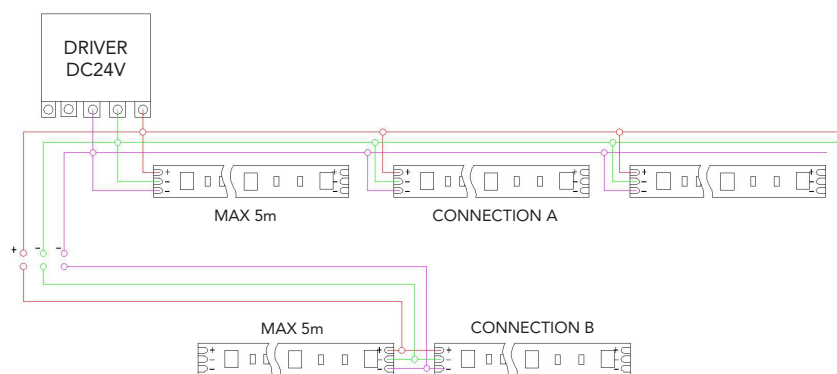 DRIVER
DC24V
+ + + + +
- - - - -
- - - - -
MAX 5m CONNECTION A
+ - -
MAX 5m CONNECTION B
+ + + +
- - - -
- - - -